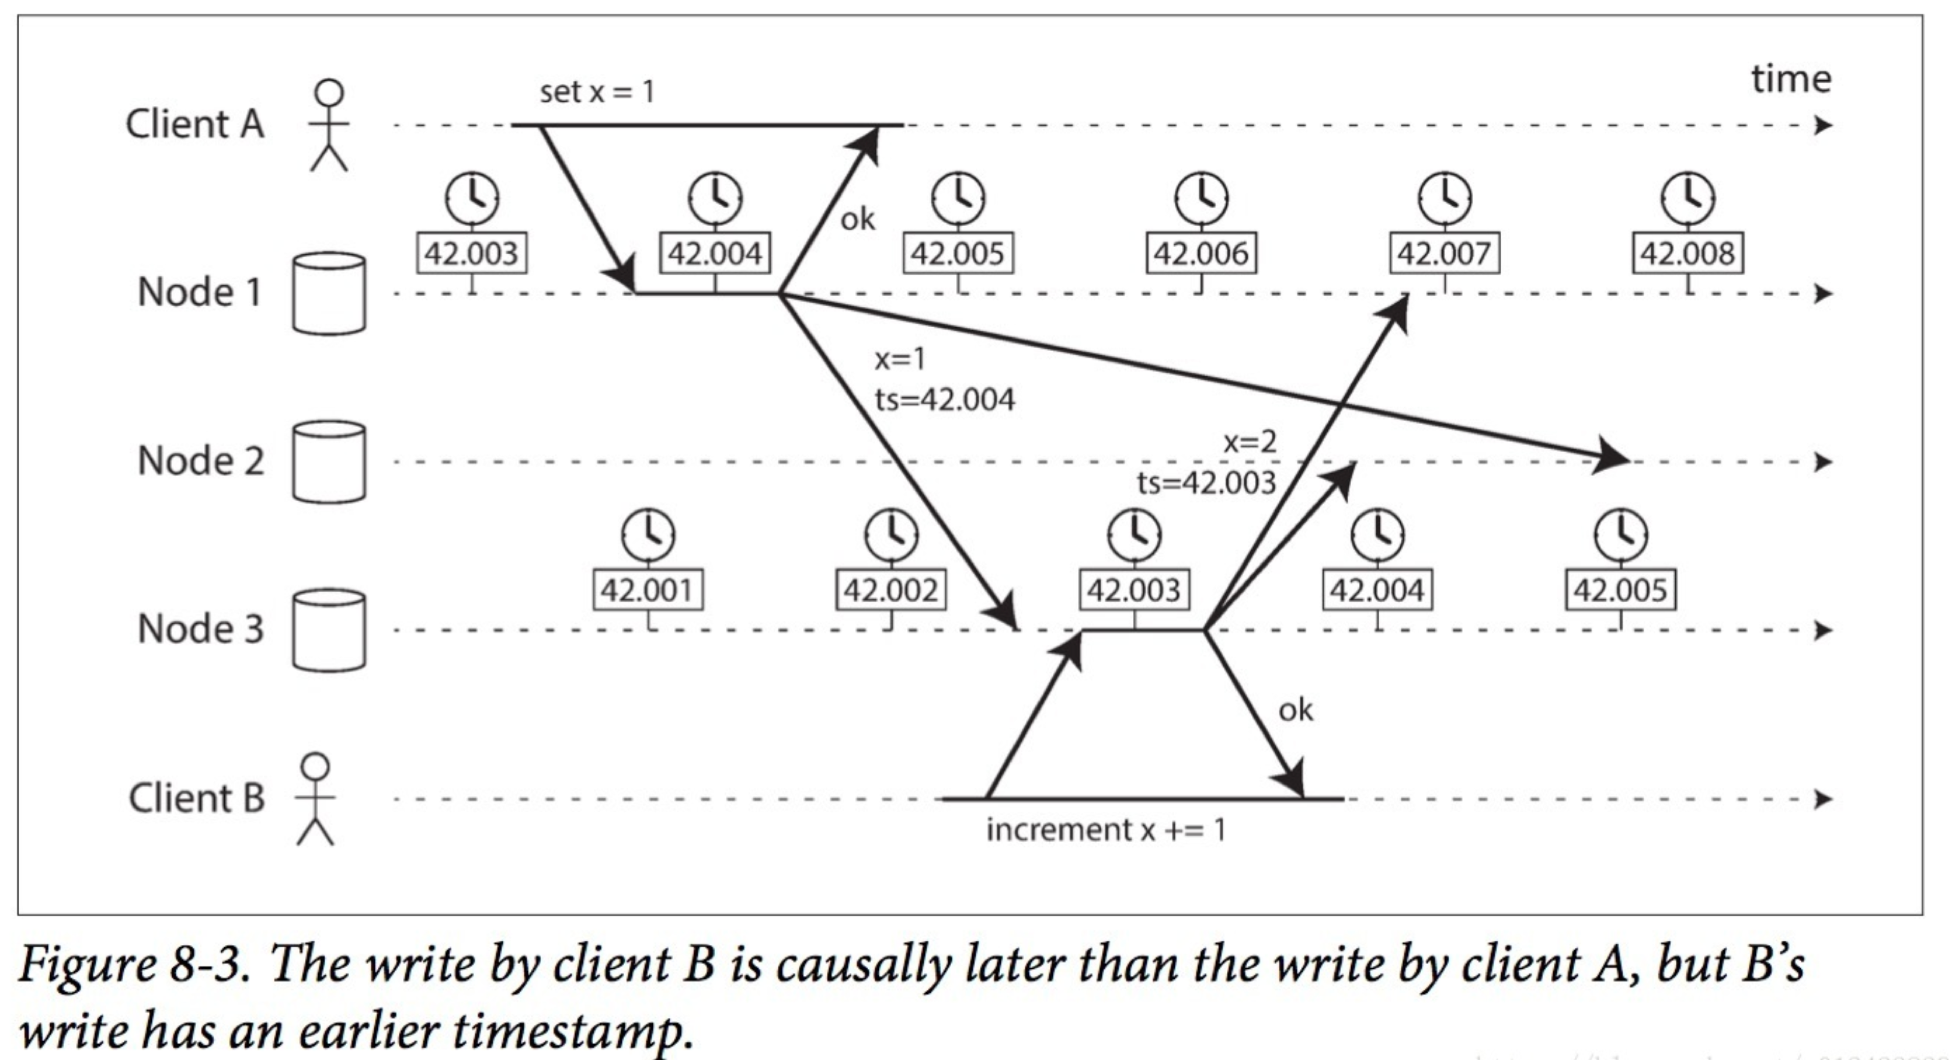 time
set x = 1
Client A
ok
42.003 42.004 42.005 42.006 42.007 42.008
Node 1
x=1
ts=42.004
x=2
Node 2
ts=42.003
42.001 42.002 42.003 42.004 42.005
Node 3
ok
Client B
increment x += 1
Figure 8-3. The write by client B is causally later than the write by client A, but B’s
write has an earlier timestamp.